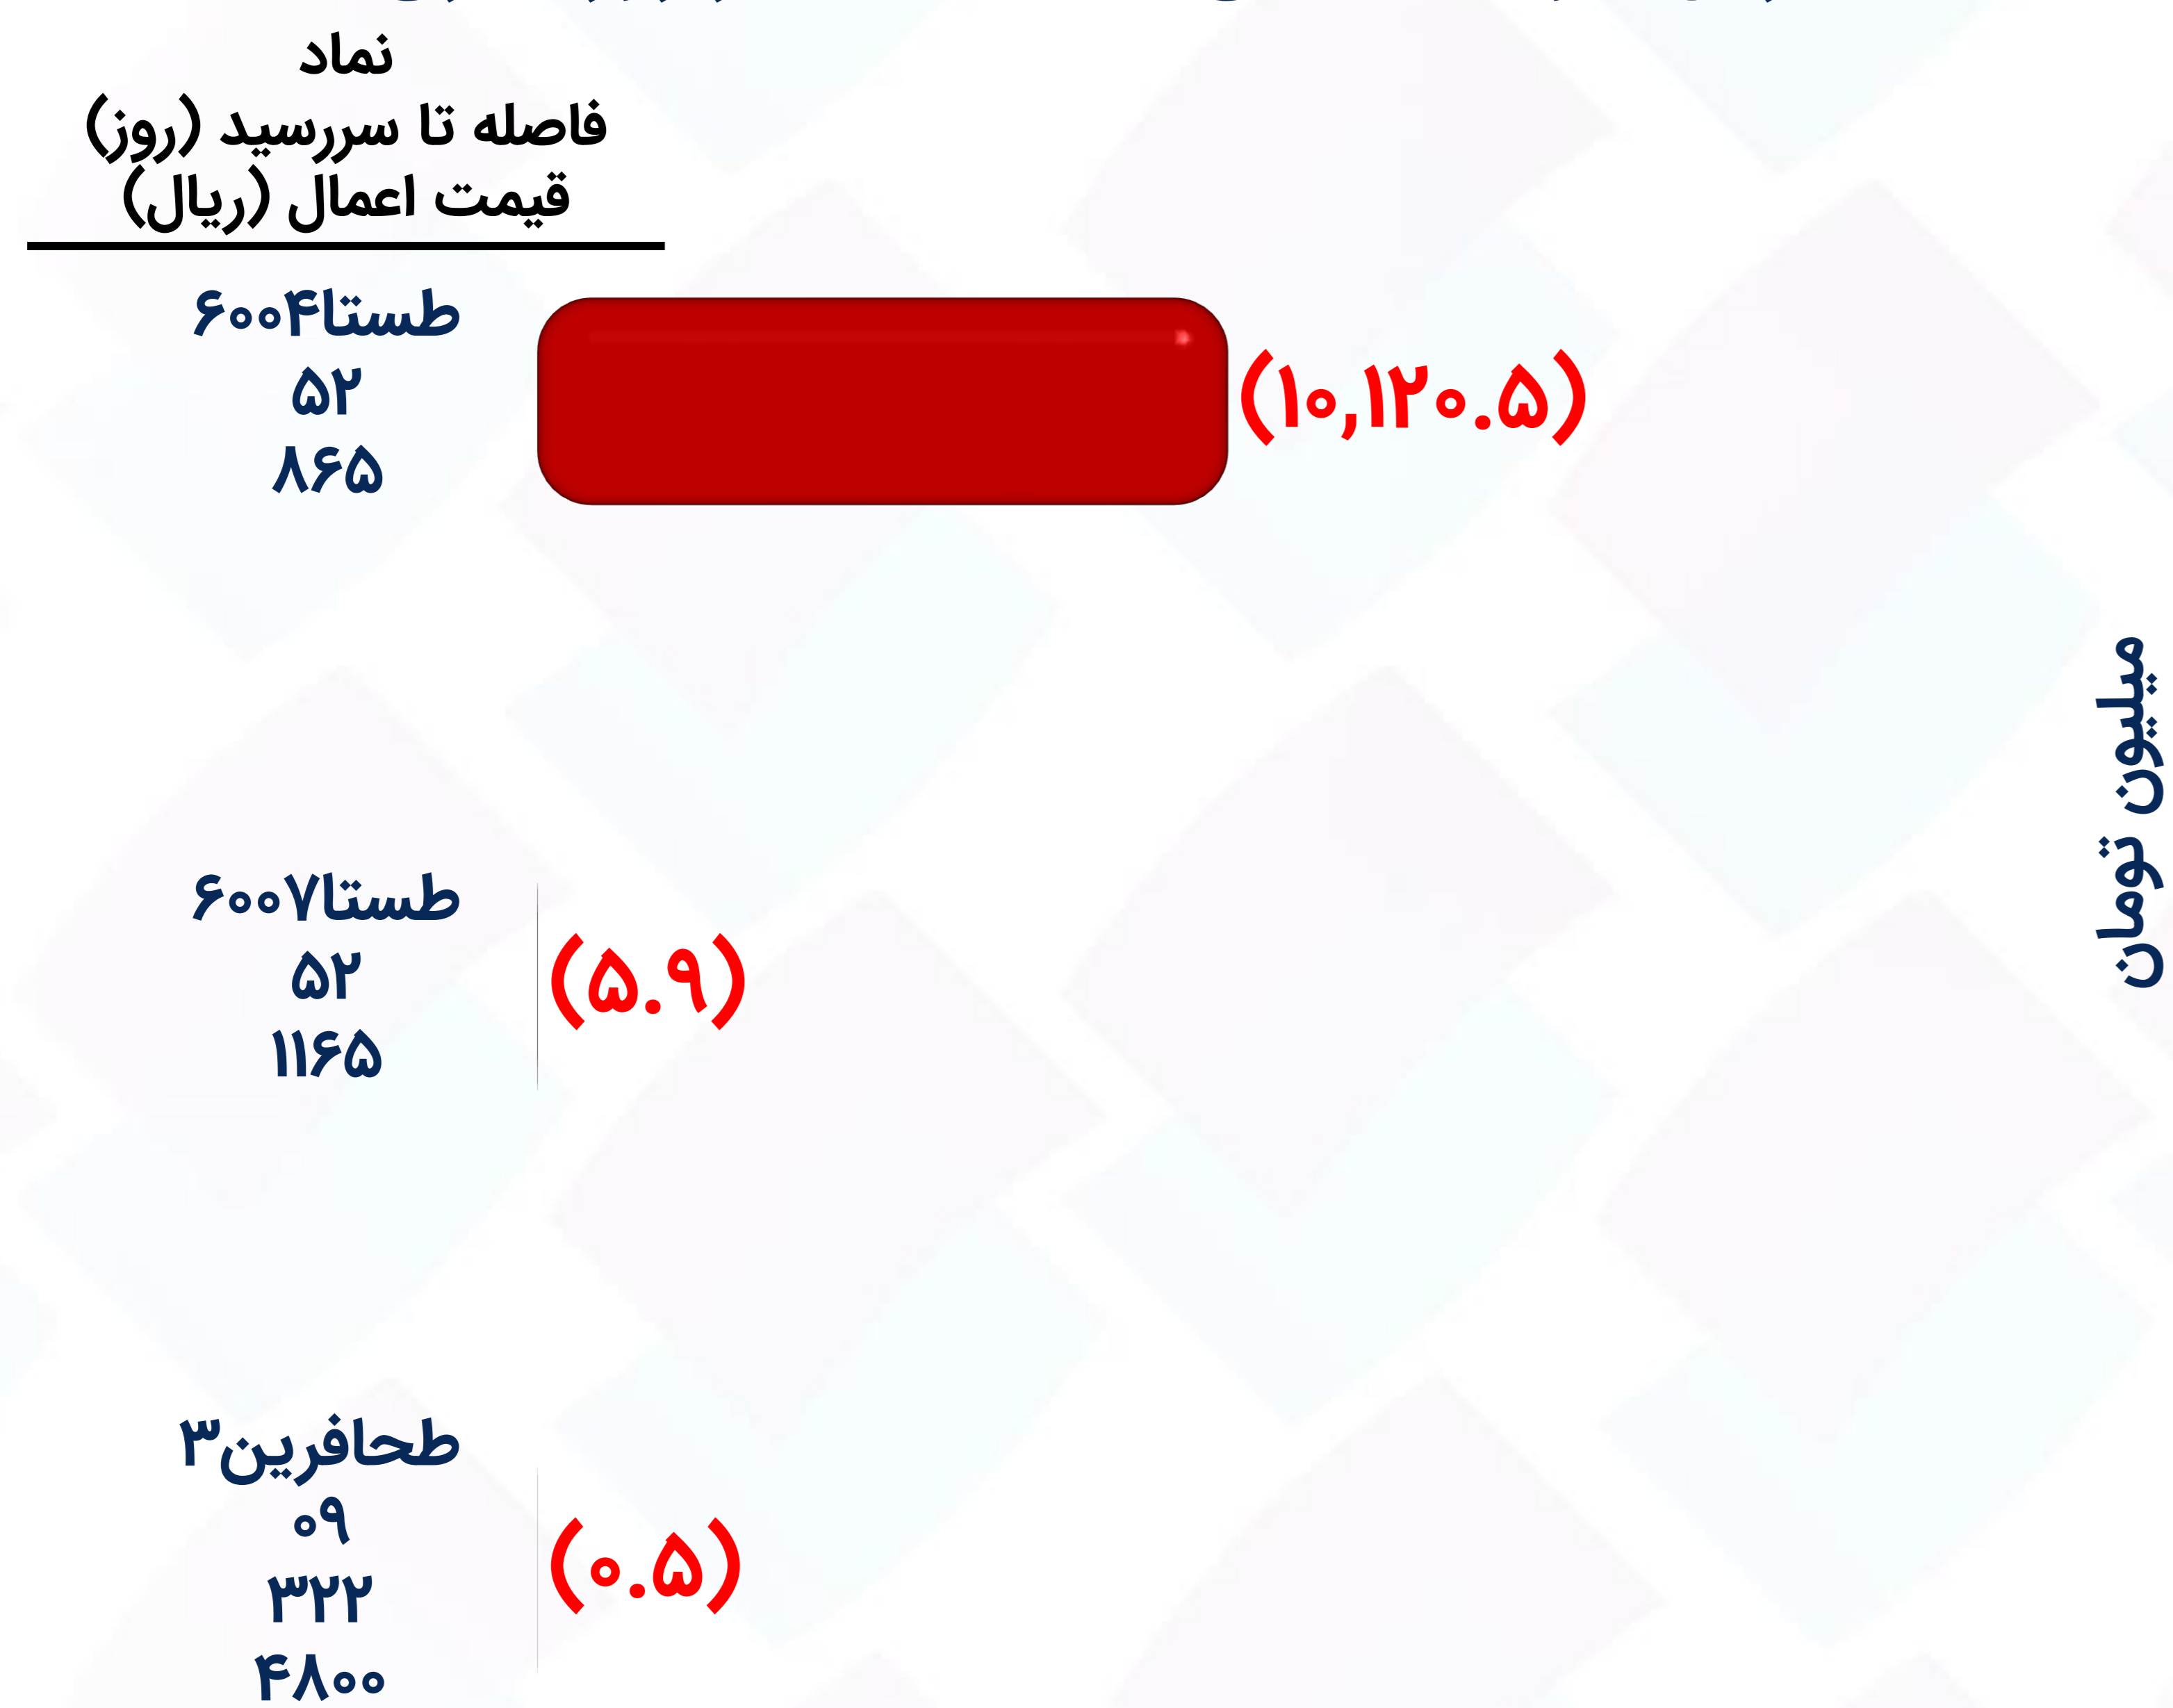 نماد
فاصله تا سررسید (روز)
قیمت اعمال (ریال)
طستا۶۰۰۴
۵۲
۸۶۵
(۱۰,۱۲۰.۵)
طستا۶۰۰۷
۵۲
۱۱۶۵
(۵.۹)
طحافرین۳
۰۹
۳۲۲
۴۸۰۰
(۰.۵)
میلیون تومان